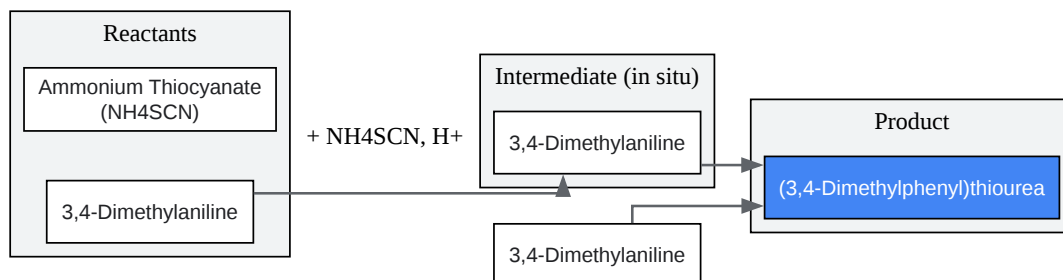 Reactants
Ammonium Thiocyanate
(NH4SCN)
3,4-Dimethylaniline
+ NH4SCN, H+
Intermediate (in situ)
3,4-Dimethylaniline
3,4-Dimethylaniline
Product
(3,4-Dimethylphenyl)thiourea